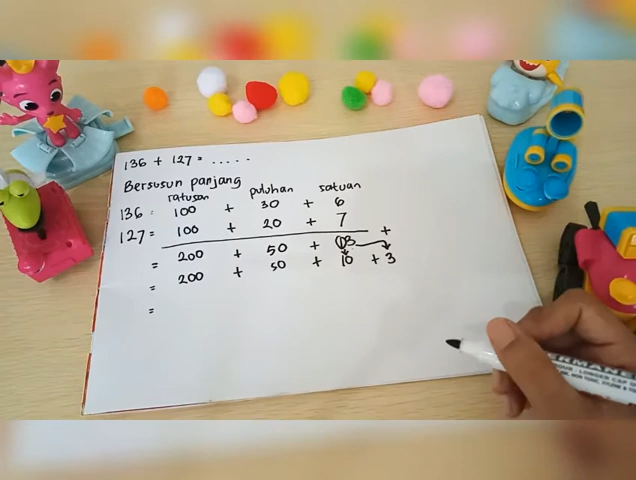 136 + 127 = .....
Bersusun panjang
ratusan puluhan satuan
136 = 100 + 30 + 6
127 = 100 + 20 + 7 +
= 200 + 50 + 13
= 200 + 50 + 10 + 3
=